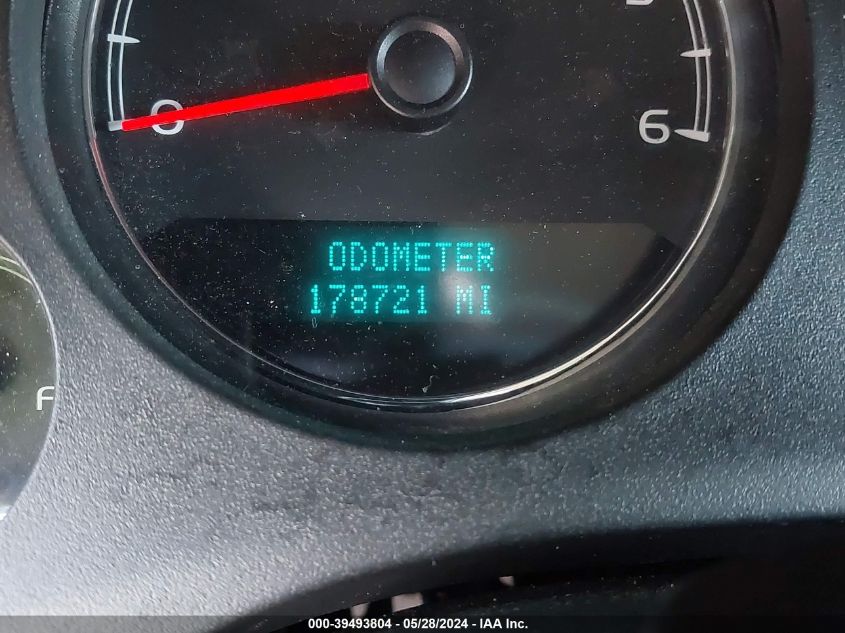 0
6
ODOMETER
178721 MI
F
000-39493804 - 05/28/2024 - IAA Inc.